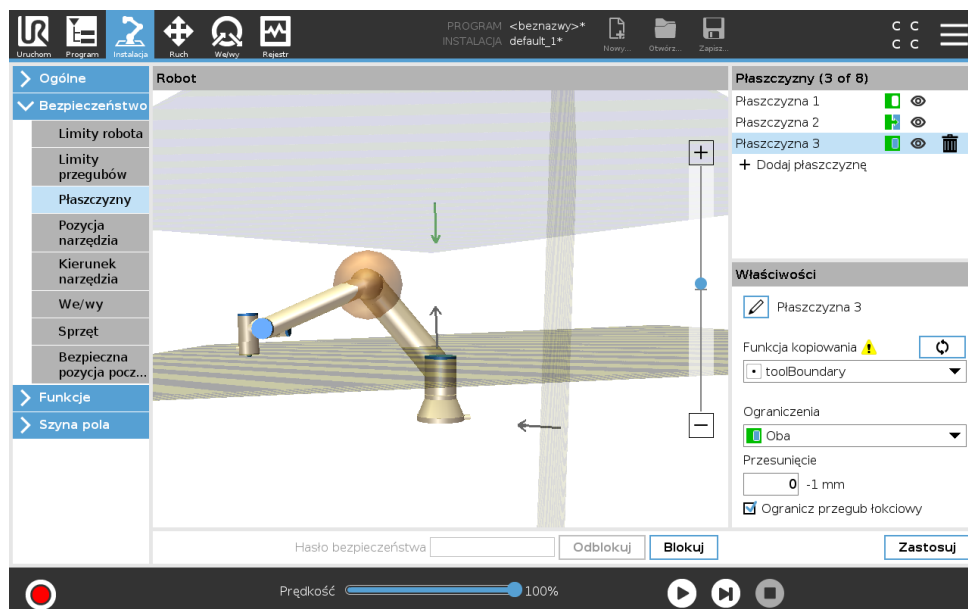 PROGRAM <beznazwy>*
INSTALACJA default_1*
Uruchom Program Instalacja Ruch We/wy Rejestr Nowy... Otwórz... Zapisz...
C C
C C
Ogólne
Bezpieczeństwo
Limity robota
Limity
przegubów
Płaszczyzny
Pozycja
narzędzia
Kierunek
narzędzia
We/wy
Sprzęt
Bezpieczna
pozycja pocz...
Funkcje
Szyna pola
Robot
Płaszczyzny (3 of 8)
Płaszczyzna 1
Płaszczyzna 2
Płaszczyzna 3
+ Dodaj płaszczyznę
Właściwości
Płaszczyzna 3
Funkcja kopiowania
toolBoundary
Ograniczenia
Oba
Przesunięcie
0 -1 mm
Ogranicz przegub łokciowy
Hasło bezpieczeństwa Odblokuj Blokuj Zastosuj
Prędkość 100%